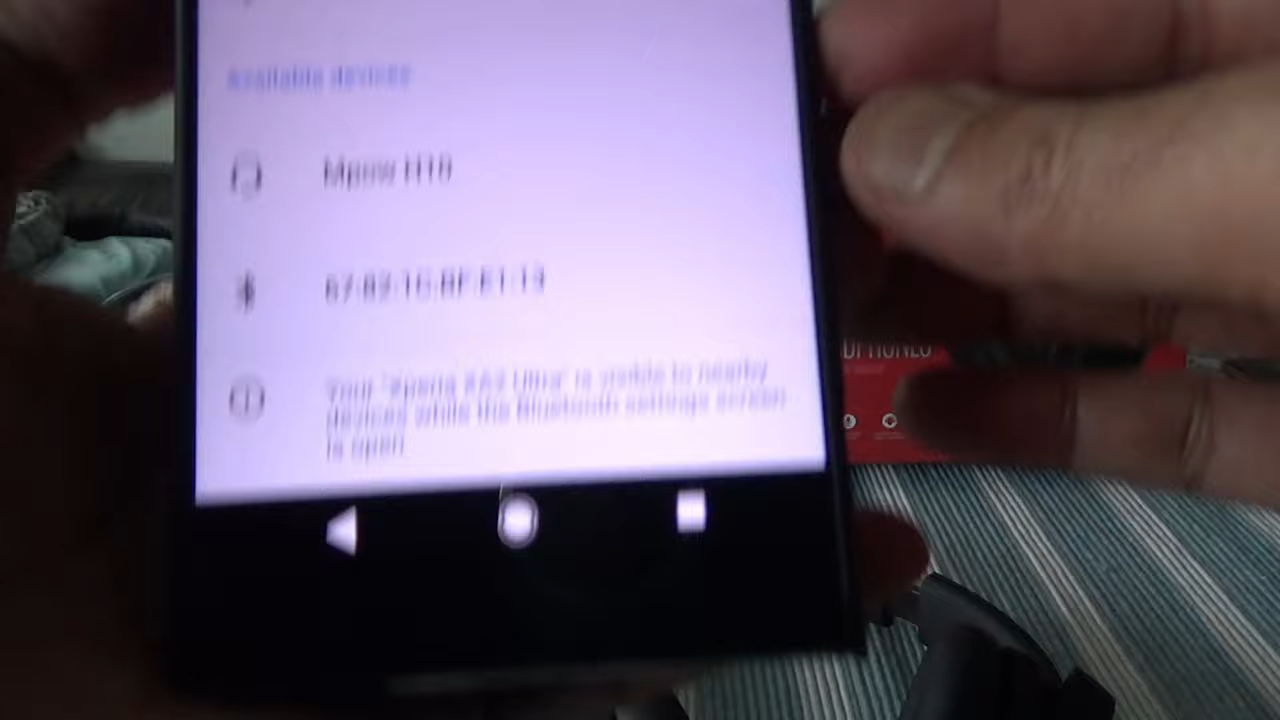 Available devices
Mpow H10
67:82:1C:BF:E1:13
Your "Xperia XA2 Ultra" is visible to nearby
devices while the Bluetooth settings screen
is open